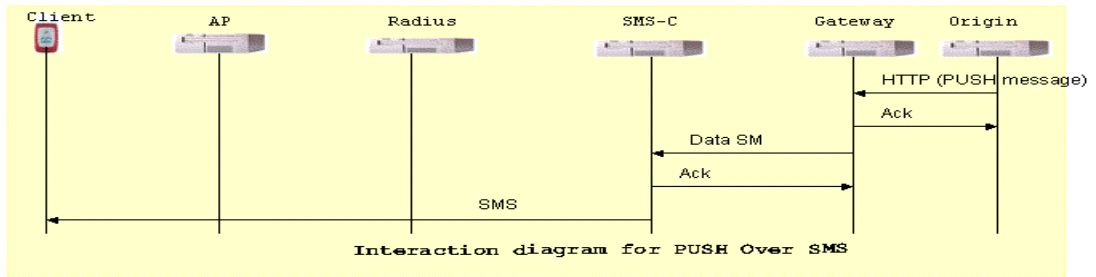 Client
AP
Radius
SMS-C
Gateway
Origin
HTTP (PUSH message)
Ack
Data SM
Ack
SMS
Interaction diagram for PUSH Over SMS